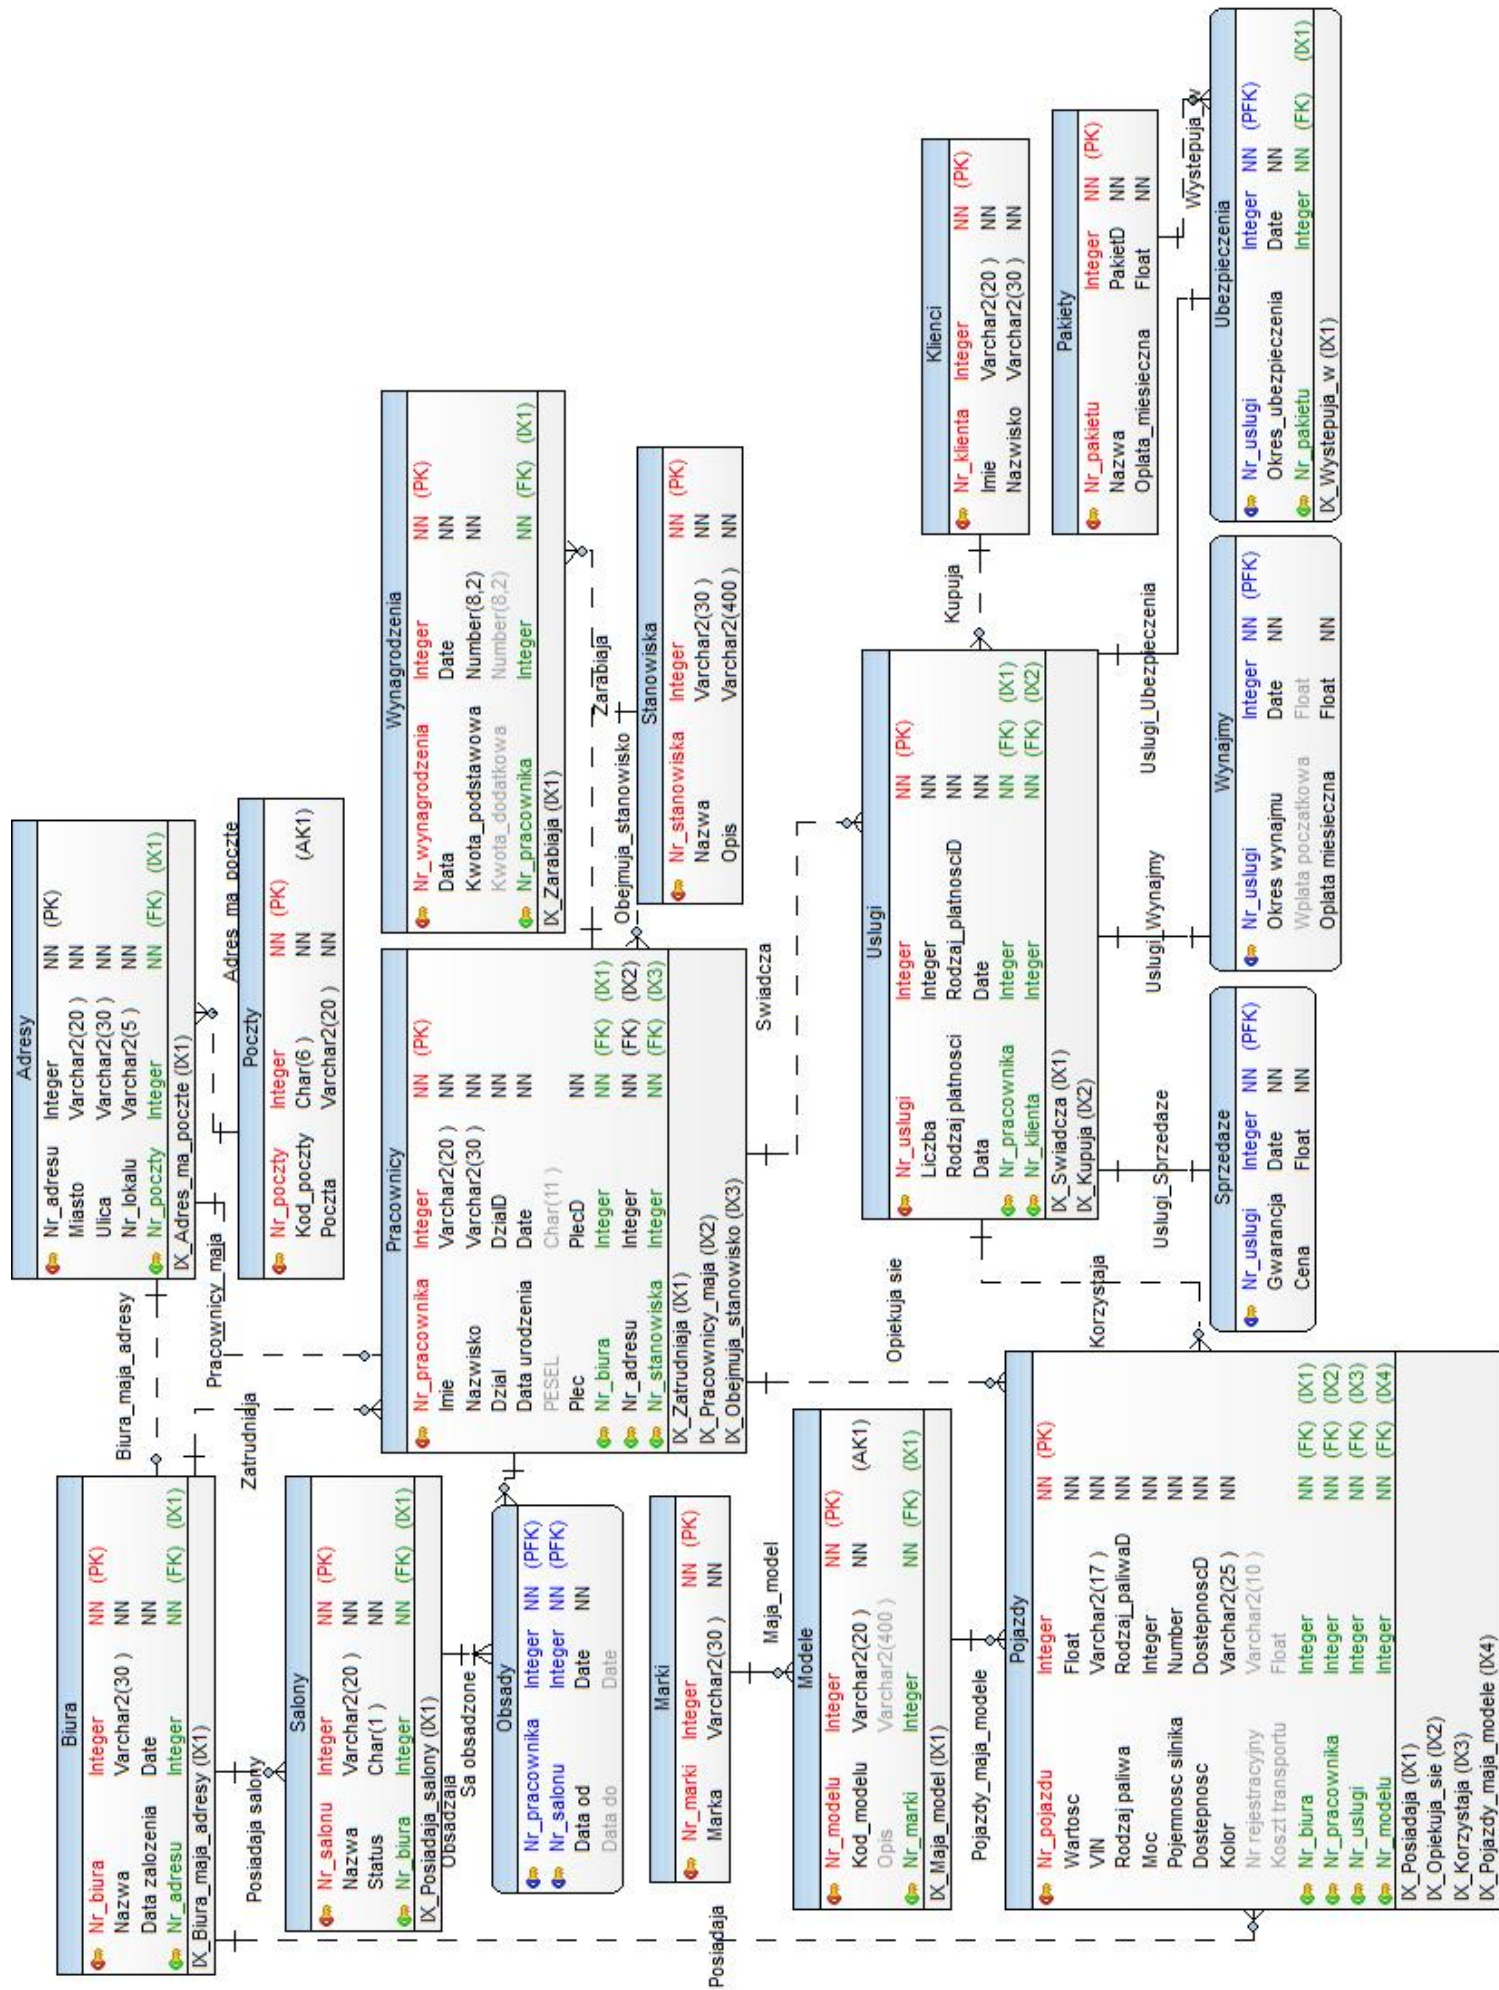 Biura
Nr_biura Integer NN (PK)
Nazwa Varchar2(30 ) NN
Data zalozenia Date NN
Nr_adresu Integer NN (FK) (IX1)
IX_Biura_maja_adresy (IX1)
Biura_maja_adresy
Adresy
Nr_adresu Integer NN (PK)
Miasto Varchar2(20 ) NN
Ulica Varchar2(30 ) NN
Nr_lokalu Varchar2(5 ) NN
Nr_poczty Integer NN (FK) (IX1)
IX_Adres_ma_poczte (IX1)
Pracownicy_maja
Adres_ma_poczte
Zatrudniaja
Posiadaja salony
Poczty
Nr_poczty Integer NN (PK)
Kod_poczty Char(6 ) NN (AK1)
Poczta Varchar2(20 ) NN
Salony
Nr_salonu Integer NN (PK)
Nazwa Varchar2(20 ) NN
Status Char(1 ) NN
Nr_biura Integer NN (FK) (IX1)
IX_Posiadaja_salony (IX1)
Obsadzaja
Sa obsadzone
Pracownicy
Nr_pracownika Integer NN (PK)
Imie Varchar2(20 ) NN
Nazwisko Varchar2(30 ) NN
Dzial DzialD NN
Data urodzenia Date NN
PESEL Char(11 )
Plec PlecD NN
Nr_biura Integer NN (FK) (IX1)
Nr_adresu Integer NN (FK) (IX2)
Nr_stanowiska Integer NN (FK) (IX3)
IX_Zatrudniaja (IX1)
IX_Pracownicy_maja (IX2)
IX_Obejmuja_stanowisko (IX3)
Wynagrodzenia
Nr_wynagrodzenia Integer NN (PK)
Data Date NN
Kwota_podstawowa Number(8,2) NN
Kwota_dodatkowa Number(8,2)
Nr_pracownika Integer NN (FK) (IX1)
IX_Zarabiaja (IX1)
Zarabiaja
Obejmuja_stanowisko
Stanowiska
Nr_stanowiska Integer NN (PK)
Nazwa Varchar2(30 ) NN
Opis Varchar2(400 ) NN
Obsady
Nr_pracownika Integer NN (PFK)
Nr_salonu Integer NN (PFK)
Data od Date NN
Data do Date
Marki
Nr_marki Integer NN (PK)
Marka Varchar2(30 ) NN
Posiadaja
Maja_model
Swiadcza
Modele
Nr_modelu Integer NN (PK)
Kod_modelu Varchar2(20 ) NN (AK1)
Opis Varchar2(400 )
Nr_marki Integer NN (FK) (IX1)
IX_Maja_model (IX1)
Pojazdy_maja_modele
Opiekuja sie
Uslugi
Nr_uslugi Integer NN (PK)
Liczba Integer NN
Rodzaj platnosci Rodzaj_platnosciD NN
Data Date NN
Nr_pracownika Integer NN (FK) (IX1)
Nr_klienta Integer NN (FK) (IX2)
IX_Swiadcza (IX1)
IX_Kupuja (IX2)
Kupuja
Klienci
Nr_klienta Integer NN (PK)
Imie Varchar2(20 ) NN
Nazwisko Varchar2(30 ) NN
Pakiety
Nr_pakietu Integer NN (PK)
Nazwa PakietD NN
Oplata_miesieczna Float NN
Korzystaja
Uslugi_Sprzedaze
Uslugi_Wynajmy
Uslugi_Ubezpieczenia
Wystepuja_w
Pojazdy
Nr_pojazdu Integer NN (PK)
Wartosc Float NN
VIN Varchar2(17 ) NN
Rodzaj paliwa Rodzaj_paliwaD NN
Moc Integer NN
Pojemnosc silnika Number NN
Dostepnosc DostepnoscD NN
Kolor Varchar2(25 ) NN
Nr rejestracyjny Varchar2(10 )
Koszt transportu Float
Nr_biura Integer NN (FK) (IX1)
Nr_pracownika Integer NN (FK) (IX2)
Nr_uslugi Integer NN (FK) (IX3)
Nr_modelu Integer NN (FK) (IX4)
IX_Posiadaja (IX1)
IX_Opiekuja_sie (IX2)
IX_Korzystaja (IX3)
IX_Pojazdy_maja_modele (IX4)
Sprzedaze
Nr_uslugi Integer NN (PFK)
Gwarancja Date NN
Cena Float NN
Wynajmy
Nr_uslugi Integer NN (PFK)
Okres wynajmu Date NN
Wplata poczatkowa Float
Oplata miesieczna Float NN
Ubezpieczenia
Nr_uslugi Integer NN (PFK)
Okres_ubezpieczenia Date NN
Nr_pakietu Integer NN (FK) (IX1)
IX_Wystepuja_w (IX1)